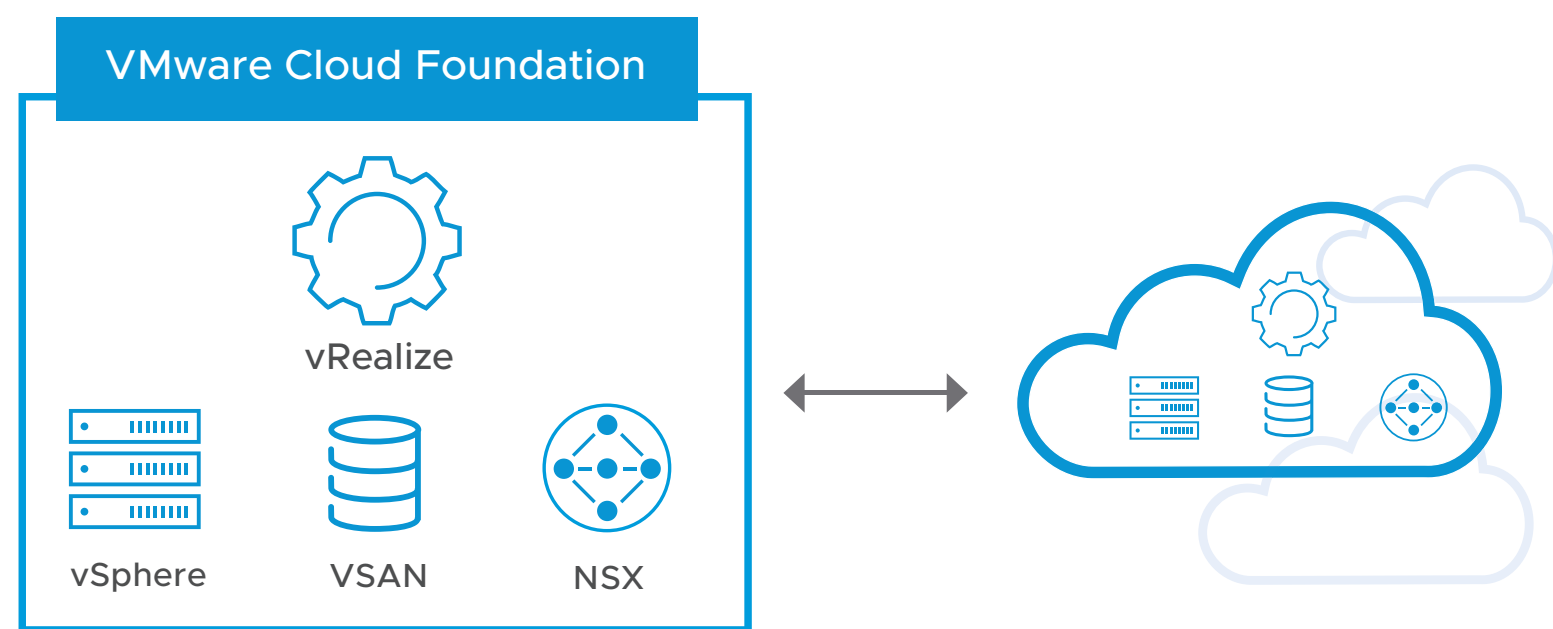 VMware Cloud Foundation
vRealize
vSphere
VSAN
NSX